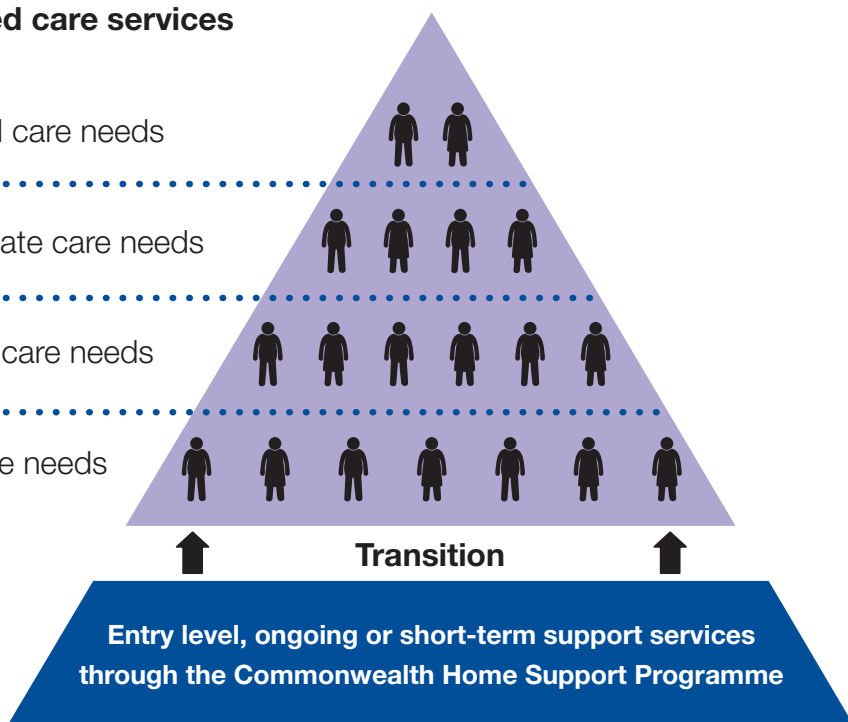 ed care services
l care needs
ate care needs
care needs
e needs
Transition
Entry level, ongoing or short-term support services
through the Commonwealth Home Support Programme